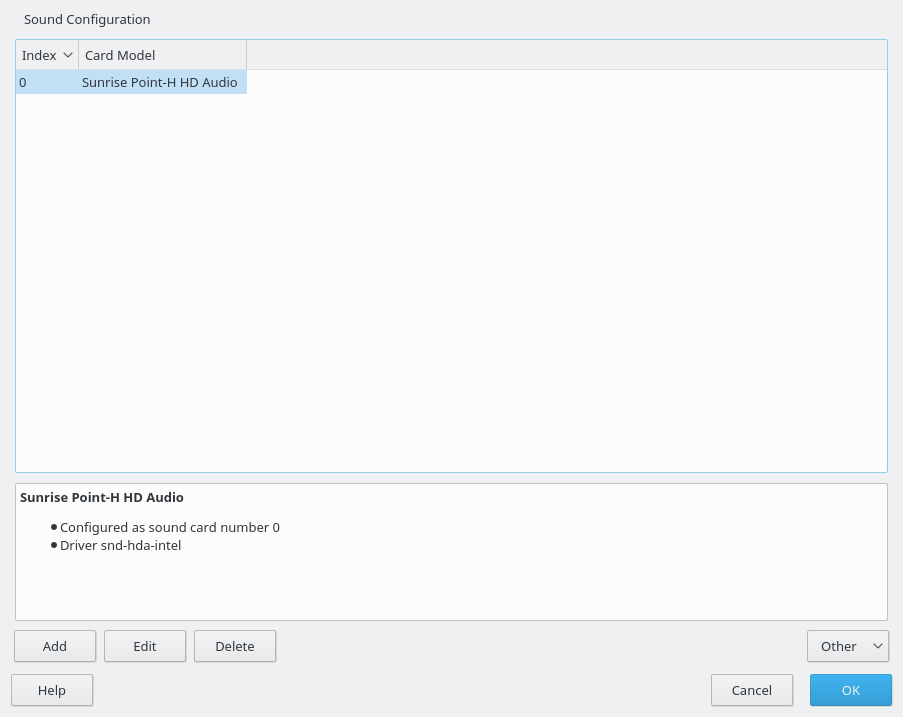 Sound Configuration
Index Card Model
0 Sunrise Point-H HD Audio
Sunrise Point-H HD Audio
● Configured as sound card number 0
● Driver snd-hda-intel
Add Edit Delete Other
Help Cancel OK